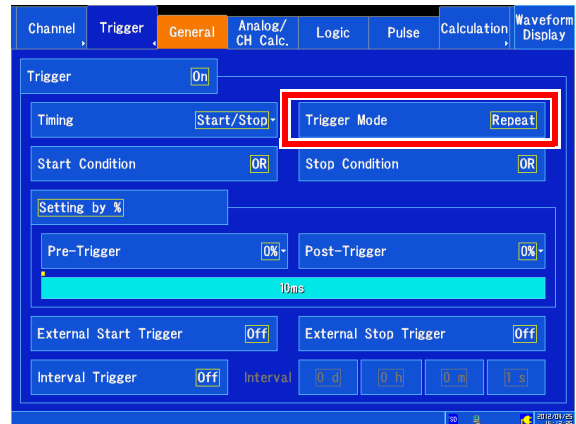 Channel Trigger General Analog/ CH Calc. Logic Pulse Calculation Waveform Display
Trigger On
Timing Start/Stop Trigger Mode Repeat
Start Condition OR Stop Condition OR
Setting by %
Pre-Trigger 0% Post-Trigger 0%
10ms
External Start Trigger Off External Stop Trigger Off
Interval Trigger Off Interval 0 d 0 h 0 m 1 s
SD 2012/04/25